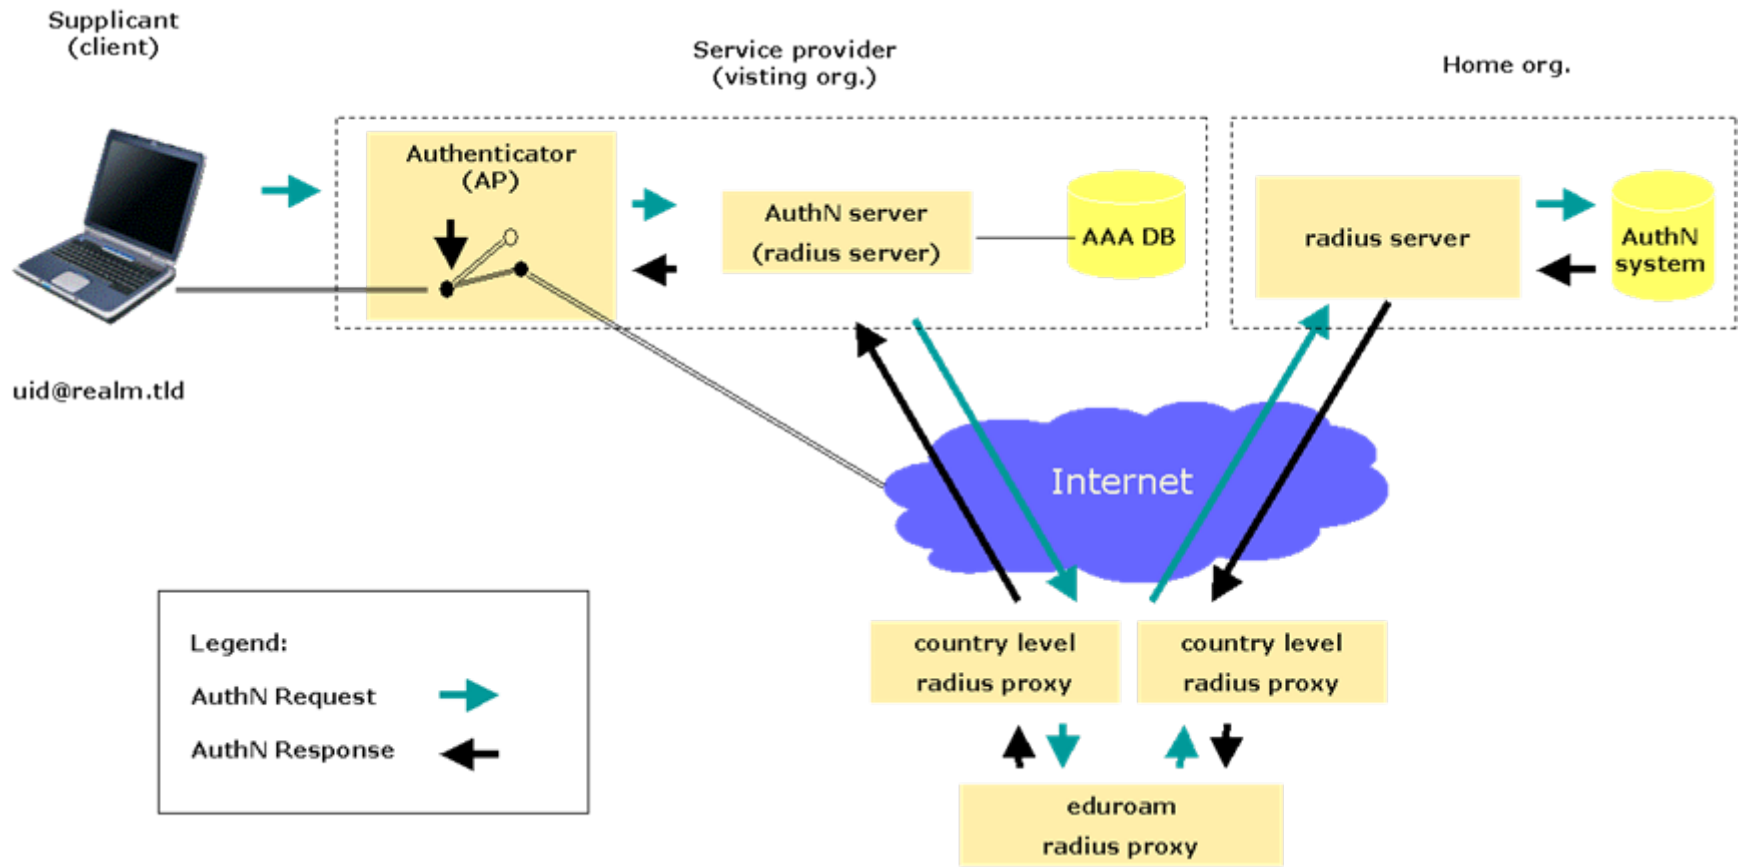 Supplicant
(client)
Service provider
(visting org.)
Home org.
Authenticator
(AP)
AuthN server
(radius server)
AAA DB
radius server
AuthN
system
uid@realm.tld
Internet
Legend:
AuthN Request
AuthN Response
country level
radius proxy
country level
radius proxy
eduroam
radius proxy